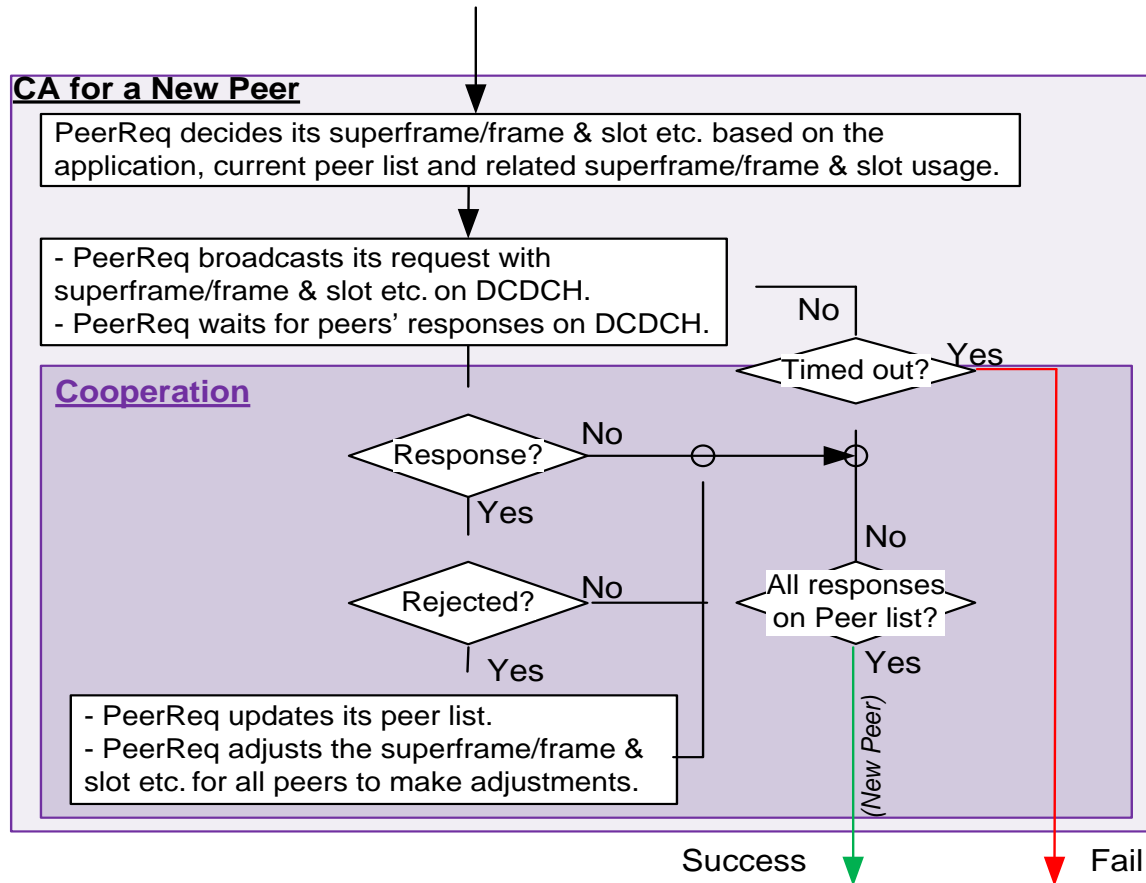 CA for a New Peer
PeerReq decides its superframe/frame & slot etc. based on the
application, current peer list and related superframe/frame & slot usage.
- PeerReq broadcasts its request with
superframe/frame & slot etc. on DCDCH.
- PeerReq waits for peers’ responses on DCDCH.
No
Timed out?
Yes
Cooperation
Response?
No
Yes
No
Rejected?
No
All responses
on Peer list?
Yes
Yes
- PeerReq updates its peer list.
- PeerReq adjusts the superframe/frame &
slot etc. for all peers to make adjustments.
(New Peer)
Success
Fail